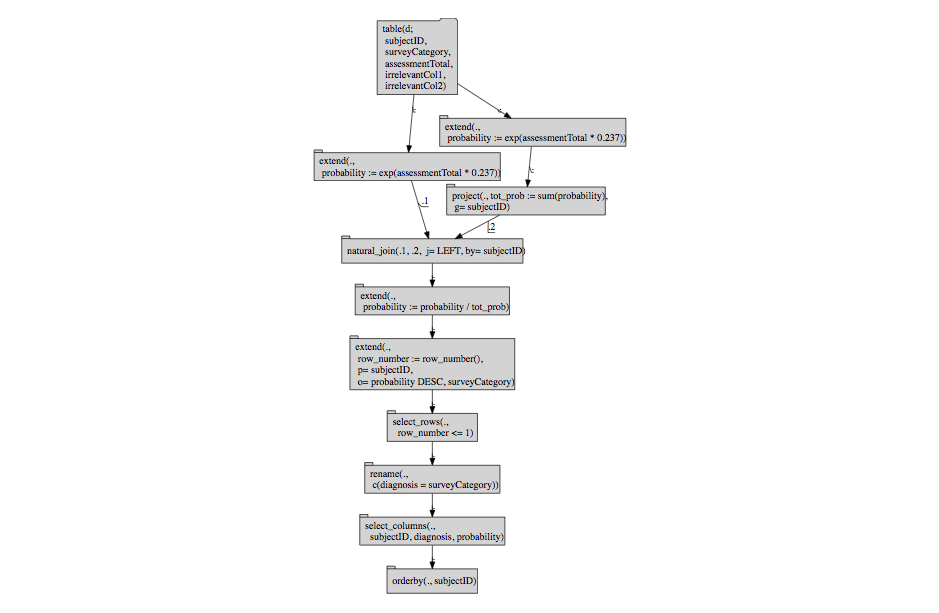 table(d;
subjectID,
surveyCategory,
assessmentTotal,
irrelevantCol1,
irrelevantCol2)
extend(.,
probability := exp(assessmentTotal * 0.237))
extend(.,
probability := exp(assessmentTotal * 0.237))
project(., tot_prob := sum(probability),
g= subjectID)
.1
.2
natural_join(.1, .2, j= LEFT, by= subjectID)
extend(.,
probability := probability / tot_prob)
extend(.,
row_number := row_number(),
p= subjectID,
o= probability DESC, surveyCategory)
select_rows(.,
row_number <= 1)
rename(.,
c(diagnosis = surveyCategory))
select_columns(.,
subjectID, diagnosis, probability)
orderby(., subjectID)